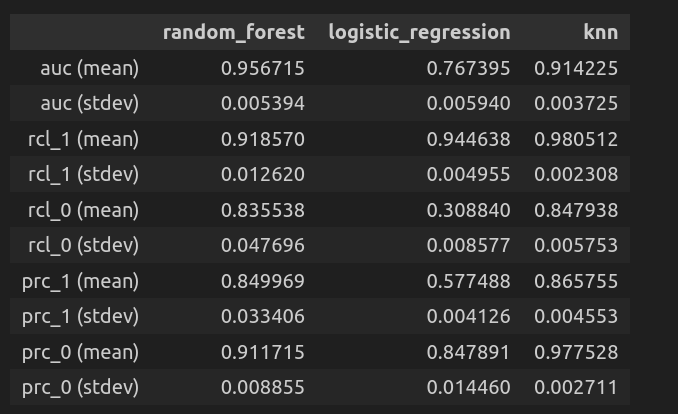 random_forest logistic_regression knn
auc (mean) 0.956715 0.767395 0.914225
auc (stdev) 0.005394 0.005940 0.003725
rcl_1 (mean) 0.918570 0.944638 0.980512
rcl_1 (stdev) 0.012620 0.004955 0.002308
rcl_0 (mean) 0.835538 0.308840 0.847938
rcl_0 (stdev) 0.047696 0.008577 0.005753
prc_1 (mean) 0.849969 0.577488 0.865755
prc_1 (stdev) 0.033406 0.004126 0.004553
prc_0 (mean) 0.911715 0.847891 0.977528
prc_0 (stdev) 0.008855 0.014460 0.002711